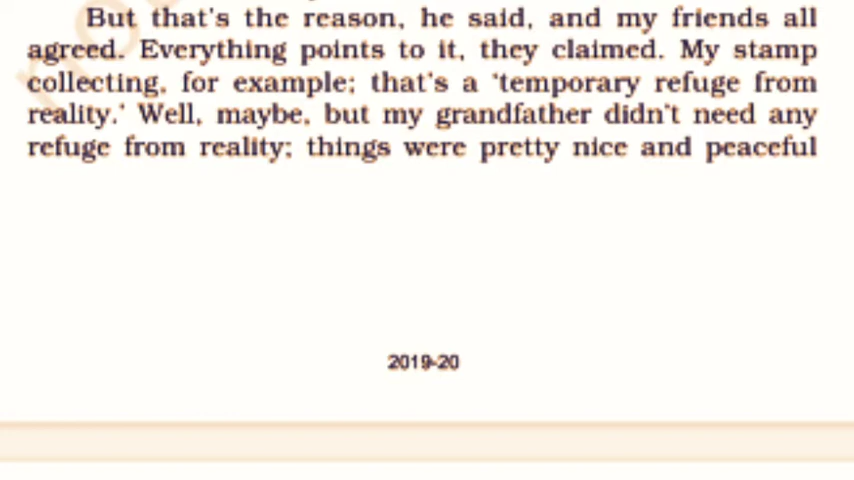 But that's the reason, he said, and my friends all
agreed. Everything points to it, they claimed. My stamp
collecting, for example; that's a 'temporary refuge from
reality.' Well, maybe, but my grandfather didn't need any
refuge from reality; things were pretty nice and peaceful
2019-20